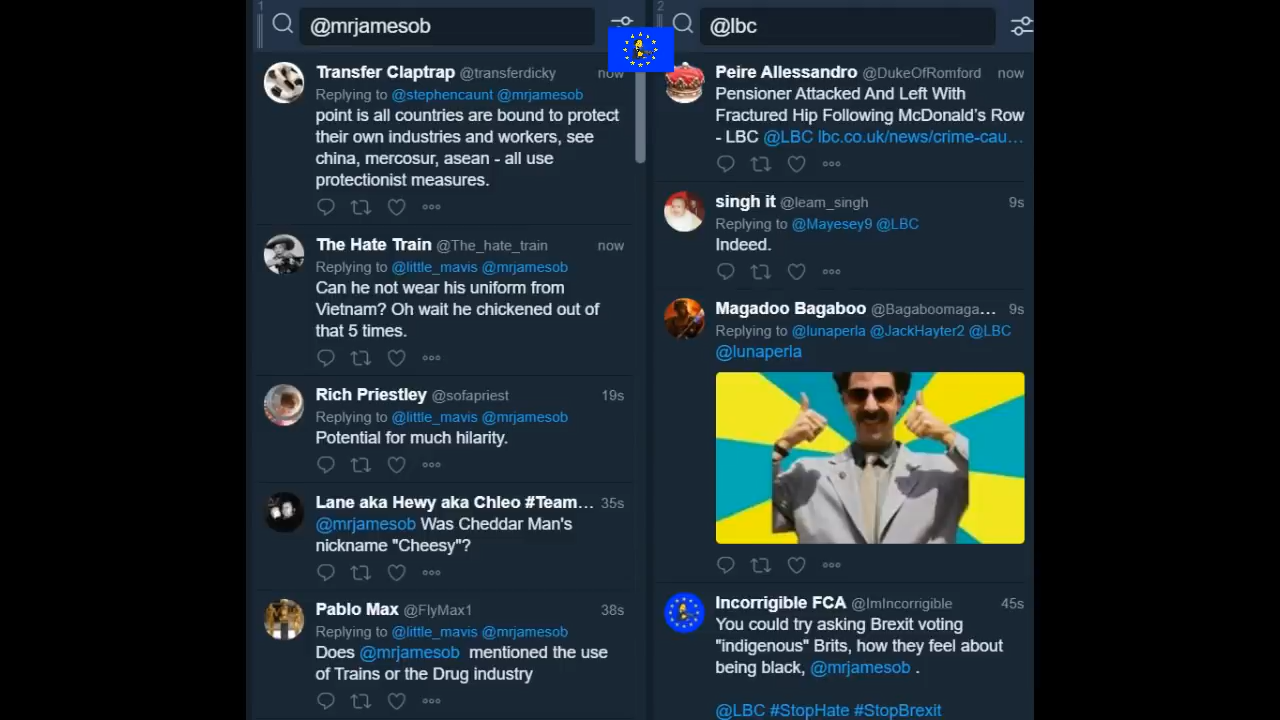 1
@mrjamesob
Transfer Claptrap @transferdicky now
Replying to @stephencaunt @mrjamesob
point is all countries are bound to protect
their own industries and workers, see
china, mercosur, asean - all use
protectionist measures.
The Hate Train @The_hate_train now
Replying to @little_mavis @mrjamesob
Can he not wear his uniform from
Vietnam? Oh wait he chickened out of
that 5 times.
Rich Priestley @sofapriest 19s
Replying to @little_mavis @mrjamesob
Potential for much hilarity.
Lane aka Hewy aka Chleo #Team... 35s
@mrjamesob Was Cheddar Man's
nickname "Cheesy"?
Pablo Max @FlyMax1 38s
Replying to @little_mavis @mrjamesob
Does @mrjamesob mentioned the use
of Trains or the Drug industry
2
@lbc
Peire Allessandro @DukeOfRomford now
Pensioner Attacked And Left With
Fractured Hip Following McDonald's Row
- LBC @LBC lbc.co.uk/news/crime-cau…
singh it @leam_singh 9s
Replying to @Mayesey9 @LBC
Indeed.
Magadoo Bagaboo @Bagaboomaga... 9s
Replying to @lunaperla @JackHayter2 @LBC
@lunaperla
Incorrigible FCA @ImIncorrigible 45s
You could try asking Brexit voting
"indigenous" Brits, how they feel about
being black, @mrjamesob .
@LBC #StopHate #StopBrexit